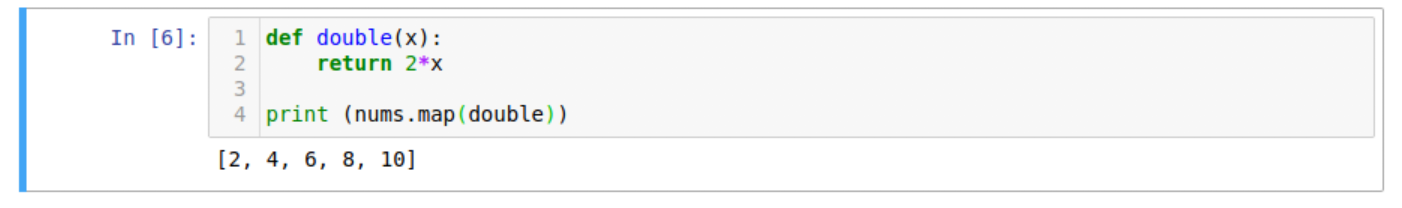 In [6]: 1 def double(x):
2     return 2*x
3
4 print (nums.map(double))
[2, 4, 6, 8, 10]